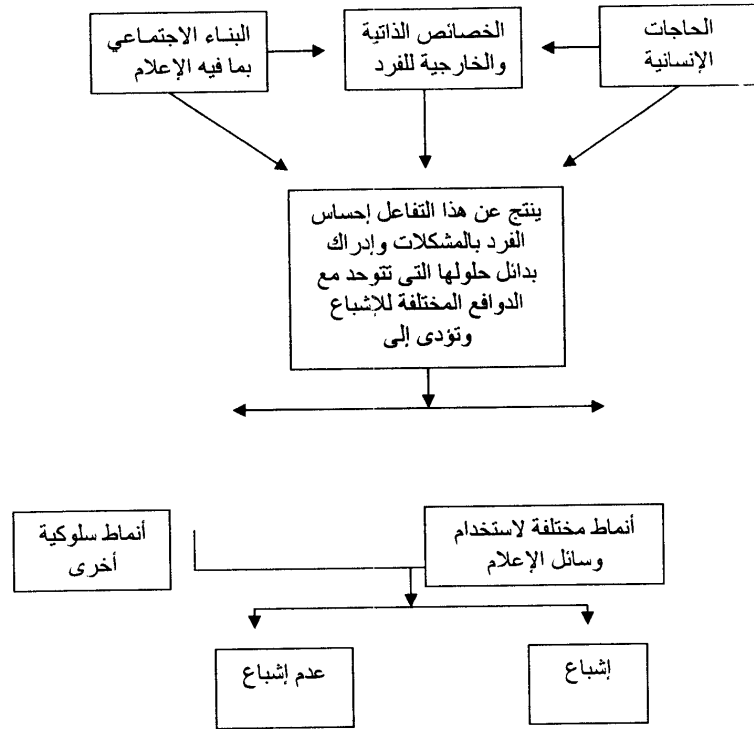 الحاجات
الإنسانية
الخصائص الذاتية
والخارجية للفرد
البناء الاجتماعي
بما فيه الإعلام
ينتج عن هذا التفاعل إحساس
الفرد بالمشكلات وإدراك
بدائل حلولها التى تتوحد مع
الدوافع المختلفة للإشباع
وتؤدى إلى
أنماط مختلفة لاستخدام
وسائل الإعلام
أنماط سلوكية
أخرى
إشباع
عدم إشباع